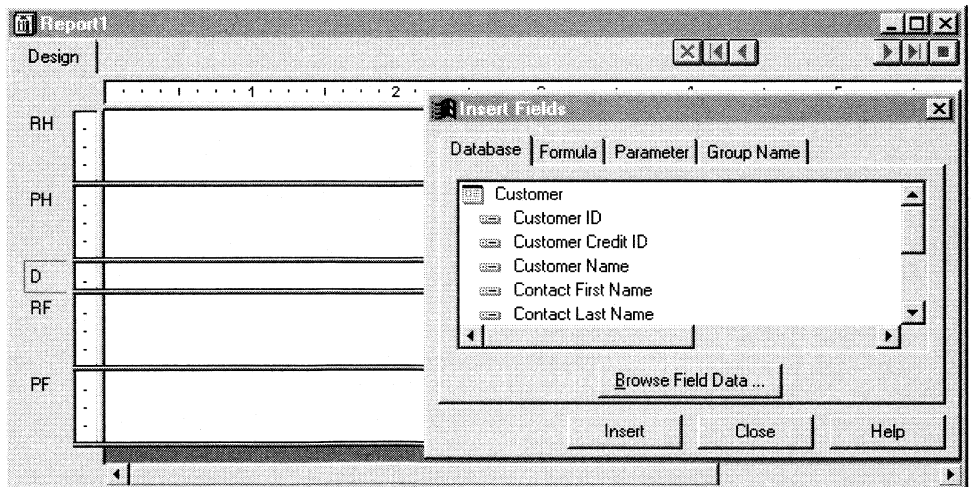 Report1
Design
1 2
RH
PH
D
RF
PF
Insert Fields
Database Formula Parameter Group Name
Customer
Customer ID
Customer Credit ID
Customer Name
Contact First Name
Contact Last Name
Browse Field Data ...
Insert Close Help